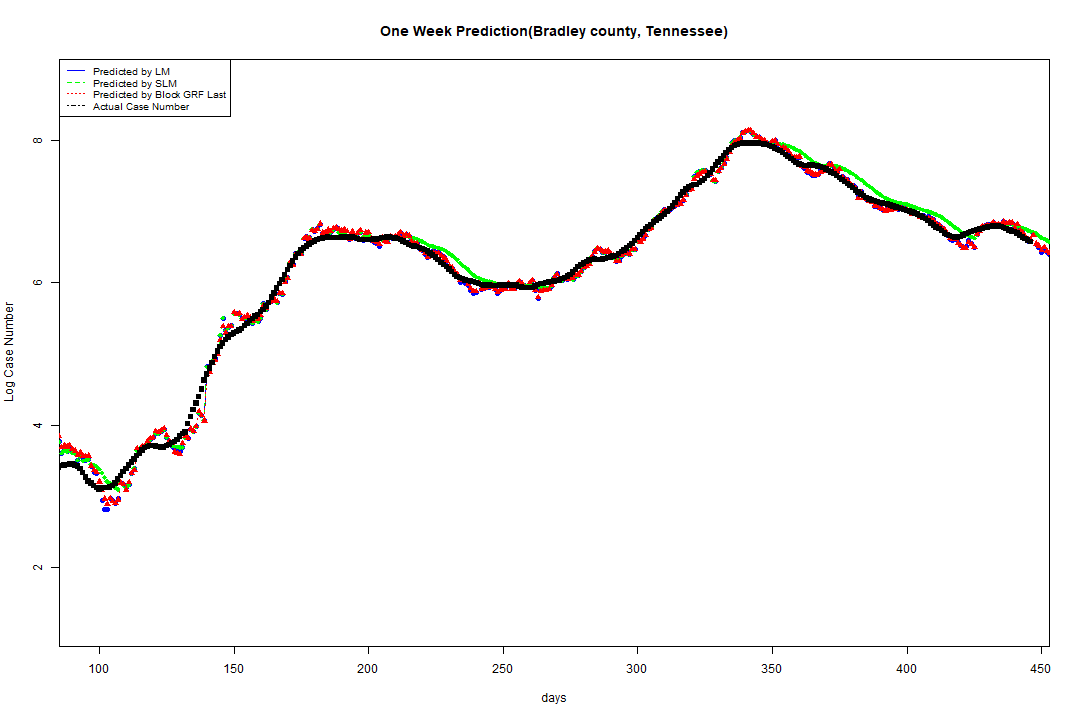 One Week Prediction(Bradley county, Tennessee)
Predicted by LM
Predicted by SLM
Predicted by Block GRF Last
Actual Case Number
Log Case Number
8
6
4
2
100 150 200 250 300 350 400 450
days